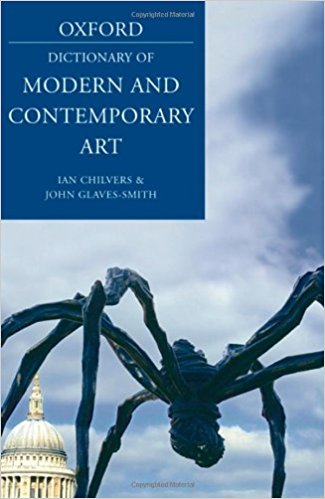 OXFORD
DICTIONARY OF
MODERN AND
CONTEMPORARY
ART
IAN CHILVERS &
JOHN GLAVES-SMITH